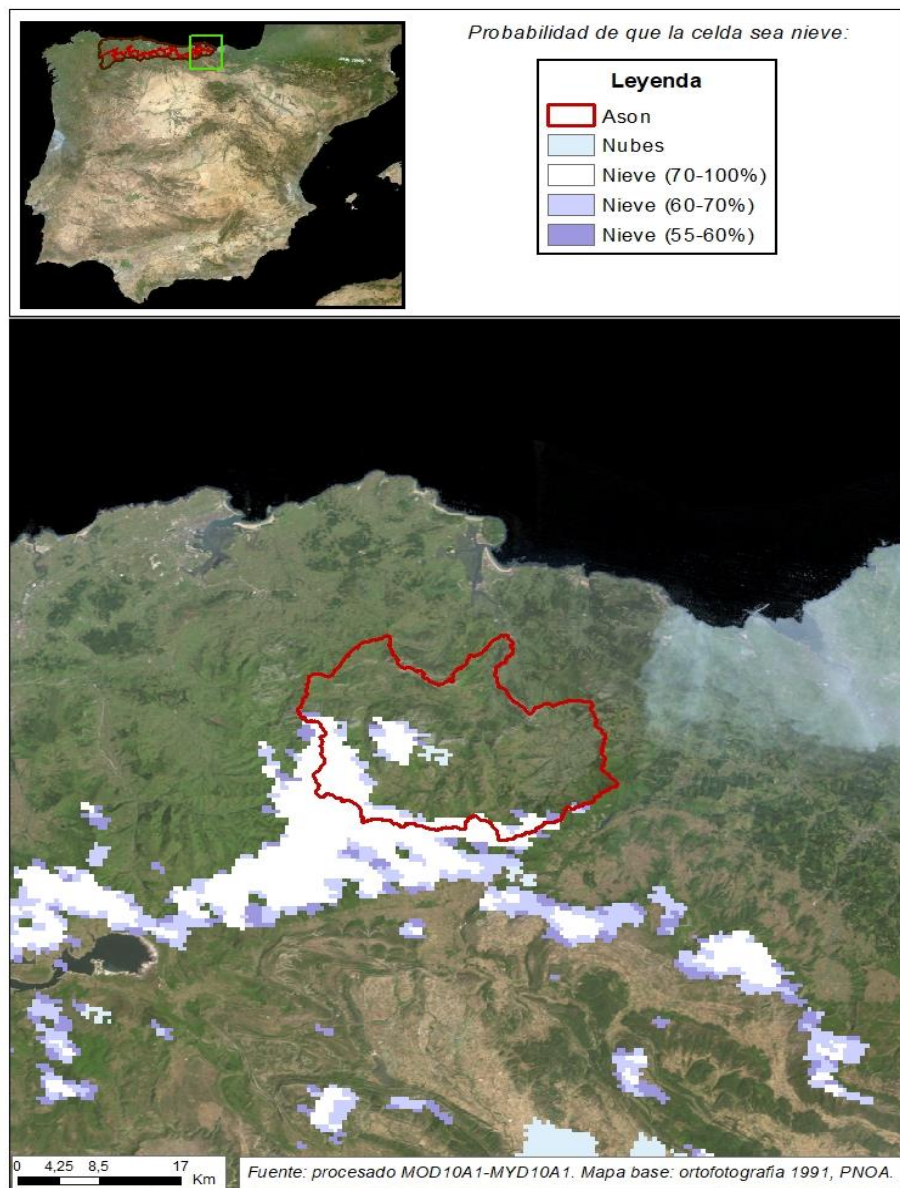 Probabilidad de que la celda sea nieve:
Leyenda
Ason
Nubes
Nieve (70-100%)
Nieve (60-70%)
Nieve (55-60%)
0 4,25 8,5 17
Km
Fuente: procesado MOD10A1-MYD10A1. Mapa base: ortofotografía 1991, PNOA.